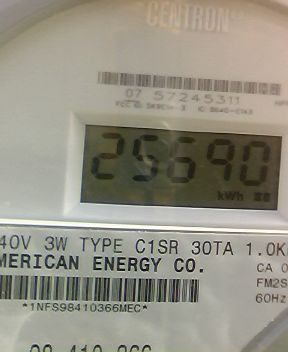 CENTRON
07 57245311
25690
kWh
40V 3W TYPE C1SR 30TA 1.0K
MERICAN ENERGY CO.
CA 0
FM2S
60Hz
*1NFS98410366MEC*